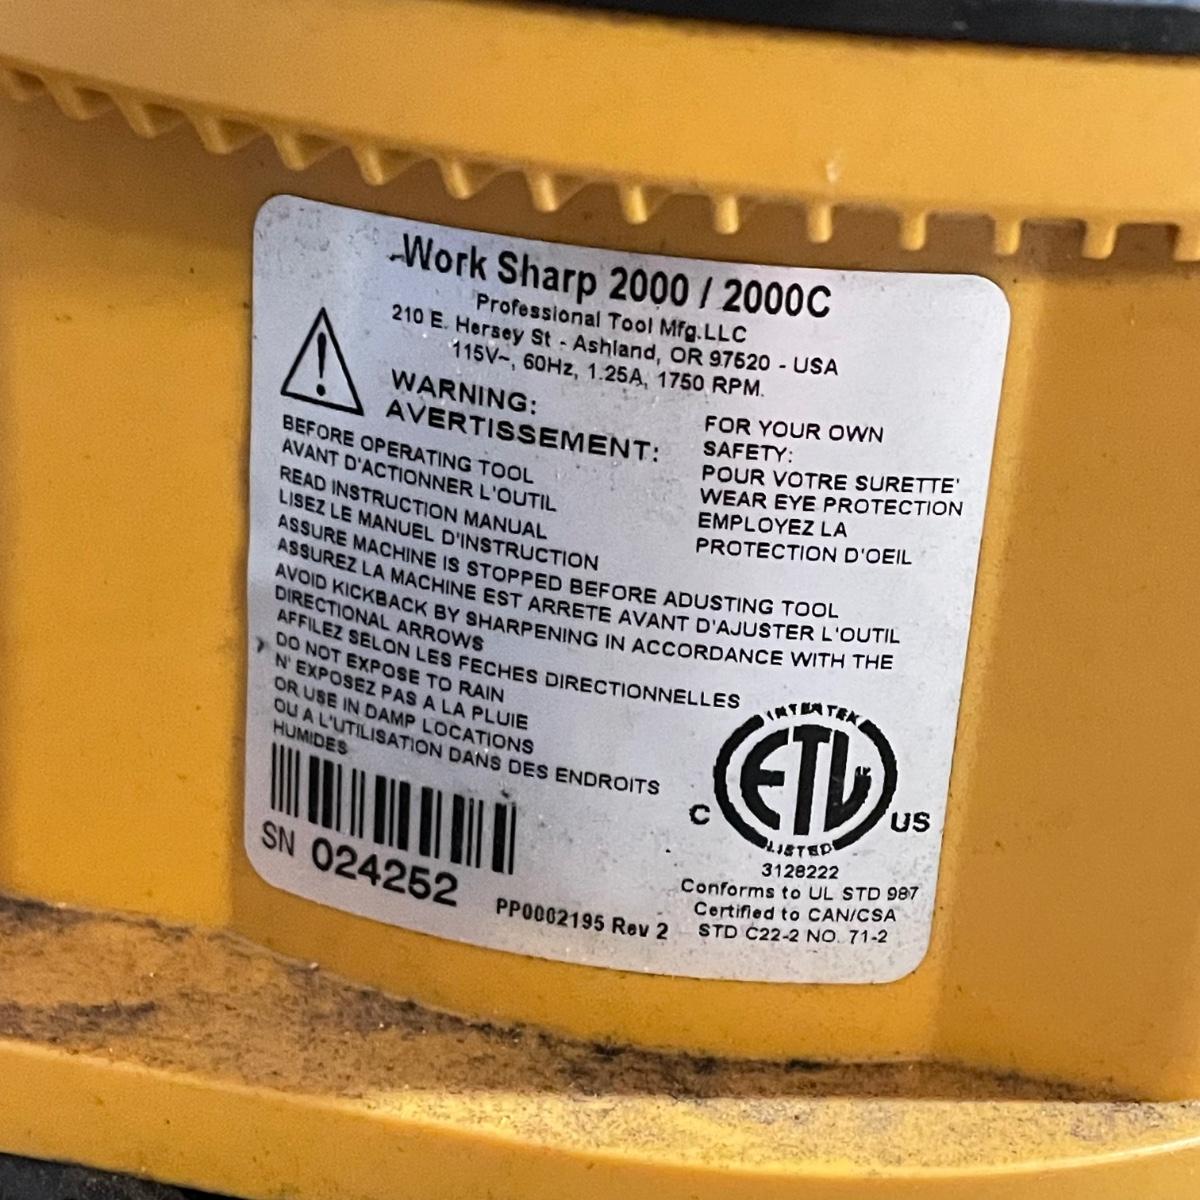 Work Sharp 2000 / 2000C
Professional Tool Mfg.LLC
210 E. Hersey St - Ashland, OR 97520 - USA
115V~, 60Hz, 1.25A, 1750 RPM.
WARNING:
AVERTISSEMENT:
BEFORE OPERATING TOOL
AVANT D'ACTIONNER L'OUTIL
READ INSTRUCTION MANUAL
LISEZ LE MANUEL D'INSTRUCTION
FOR YOUR OWN
SAFETY:
POUR VOTRE SURETTE'
WEAR EYE PROTECTION
EMPLOYEZ LA
PROTECTION D'OEIL
ASSURE MACHINE IS STOPPED BEFORE ADUSTING TOOL
ASSUREZ LA MACHINE EST ARRETE AVANT D'AJUSTER L'OUTIL
AVOID KICKBACK BY SHARPENING IN ACCORDANCE WITH THE
DIRECTIONAL ARROWS
AFFILEZ SELON LES FECHES DIRECTIONNELLES
DO NOT EXPOSE TO RAIN
N' EXPOSEZ PAS A LA PLUIE
OR USE IN DAMP LOCATIONS
OU A L'UTILISATION DANS DES ENDROITS
HUMIDES
SN 024252
PP0002195 Rev 2
INTERTEK
ETL
C US
LISTED
3128222
Conforms to UL STD 987
Certified to CAN/CSA
STD C22-2 NO. 71-2